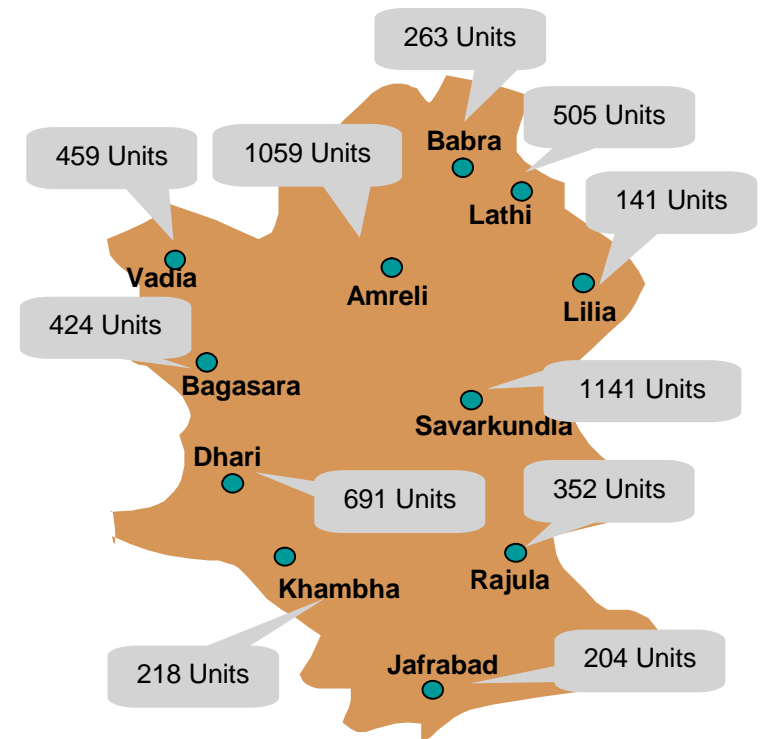 263 Units
505 Units
Babra
459 Units
1059 Units
Lathi
141 Units
Vadia
Amreli
Lilia
424 Units
Bagasara
1141 Units
Savarkundla
Dhari
691 Units
352 Units
Khambha
Rajula
218 Units
Jafrabad
204 Units